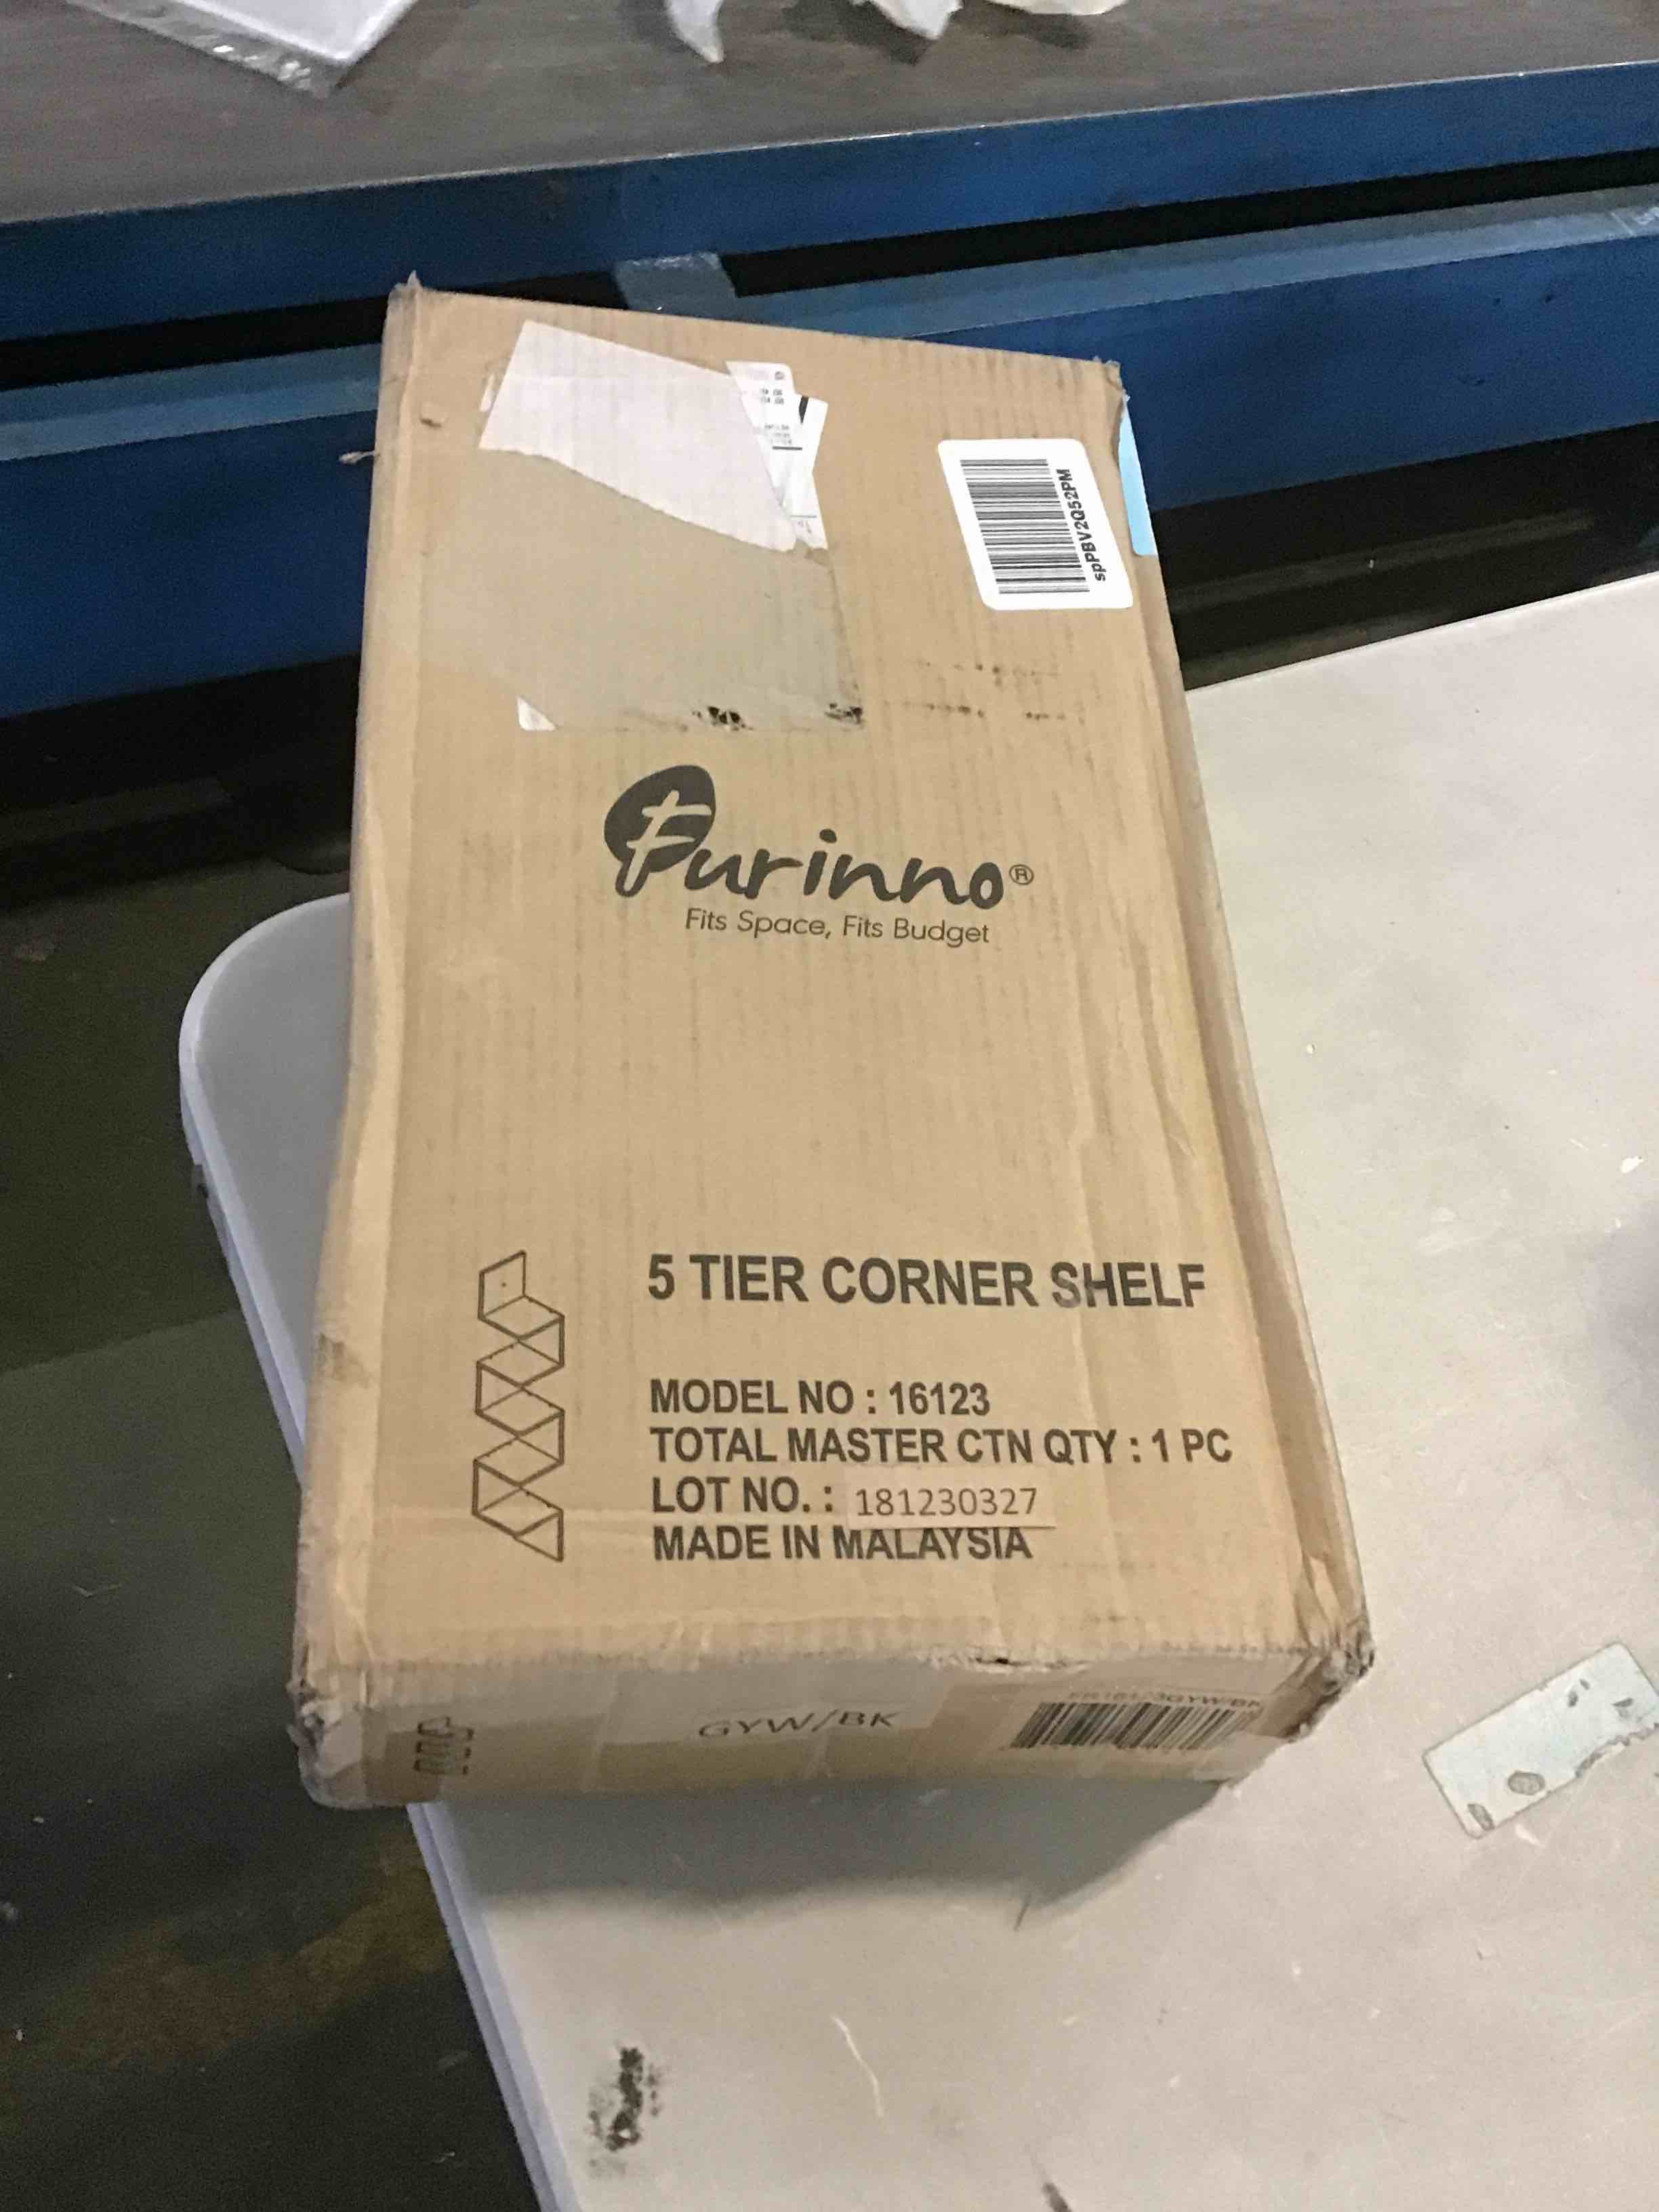 spPBV2Q52PM
Furinno®
Fits Space, Fits Budget
5 TIER CORNER SHELF
MODEL NO : 16123
TOTAL MASTER CTN QTY : 1 PC
LOT NO. : 181230327
MADE IN MALAYSIA
GYW/BK